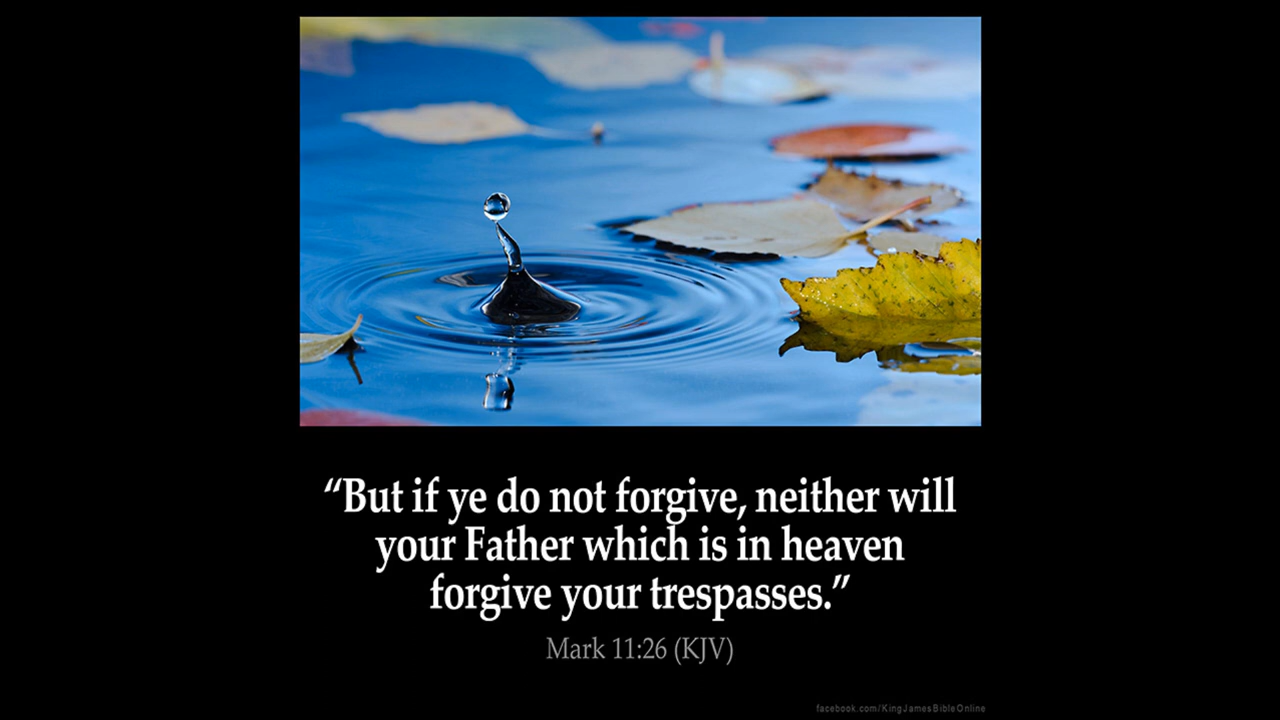 “But if ye do not forgive, neither will
your Father which is in heaven
forgive your trespasses.”
Mark 11:26 (KJV)
facebook.com/KingJamesBibleOnline